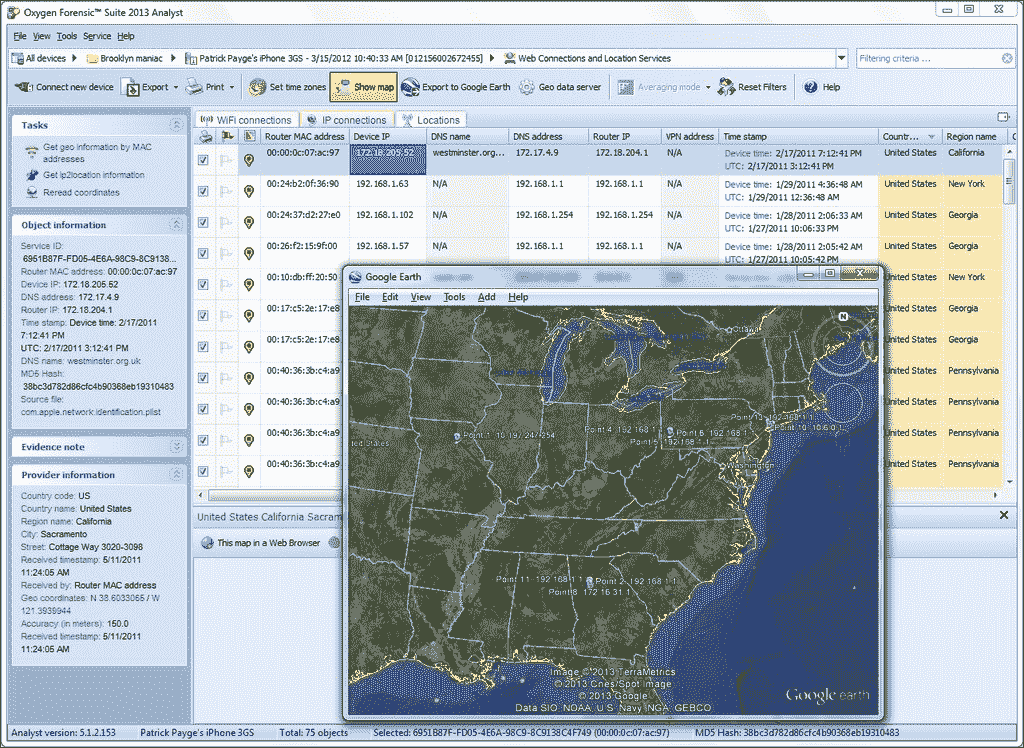 Oxygen Forensic™ Suite 2013 Analyst
File View Tools Service Help
All devices Brooklyn maniac Patrick Payge's iPhone 3GS - 3/15/2012 10:40:33 AM [012156002672455] Web Connections and Location Services Filtering criteria ...
Connect new device Export Print Set time zones Show map Export to Google Earth Geo data server Averaging mode Reset Filters Help
Tasks
Get geo information by MAC
addresses
Get ip2location information
Reread coordinates
Object information
Service ID:
6951B87F-FD05-4E6A-98C9-8C9138...
Router MAC address: 00:00:0c:07:ac:97
Device IP: 172.18.205.52
DNS address: 172.17.4.9
Router IP: 172.18.204.1
Time stamp: Device time: 2/17/2011
7:12:41 PM
UTC: 2/17/2011 3:12:41 PM
DNS name: westminster.org.uk
MD5 Hash:
38bc3d782d86cfc4b90368eb19310483
Source file:
com.apple.network.identification.plist
Evidence note
Provider information
Country code: US
Country name: United States
Region name: California
City: Sacramento
Street: Cottage Way 3020-3098
Received timestamp: 5/11/2011
11:24:05 AM
Received by: Router MAC address
Geo coordinates: N 38.6033065 / W
121.3939944
Accuracy (in meters): 150.0
Received timestamp: 5/11/2011
11:24:05 AM
WiFi connections IP connections Locations
Router MAC address Device IP DNS name DNS address Router IP VPN address Time stamp Countr... Region name
00:00:0c:07:ac:97 172.18.205.52 westminster.org... 172.17.4.9 172.18.204.1 N/A Device time: 2/17/2011 7:12:41 PM United States California
UTC: 2/17/2011 3:12:41 PM
00:24:b2:0f:36:90 192.168.1.63 N/A 192.168.1.1 192.168.1.1 N/A Device time: 1/29/2011 4:36:48 AM United States New York
UTC: 1/29/2011 12:36:48 AM
00:24:37:d2:27:e0 192.168.1.102 N/A 192.168.1.254 192.168.1.254 N/A Device time: 1/28/2011 2:06:33 AM United States Georgia
UTC: 1/27/2011 10:06:33 PM
00:26:f2:15:9f:00 192.168.1.57 N/A 192.168.1.1 192.168.1.1 N/A Device time: 1/28/2011 2:05:42 AM United States Georgia
UTC: 1/27/2011 10:05:42 PM
00:10:db:ff:20:50 United States New York
00:17:c5:2e:17:e8 United States Georgia
00:17:c5:2e:17:e8 United States Georgia
00:40:36:3b:c4:a9 United States Pennsylvania
00:40:36:3b:c4:a9 United States Pennsylvania
00:40:36:3b:c4:a9 United States Pennsylvania
00:40:36:3b:c4:a9 United States Pennsylvania
United States California Sacram
This map in a Web Browser
Google Earth
File Edit View Tools Add Help
N
Ottawa
Point 1: 10.197.247.254
Point 4: 192.168.1
Point 6: 192.168.1
Point 5: 192.168.1.1
Point 10: 10.6.0.1
ted States
Washington
Point 11: 192.168.1.1
Point 2: 192.168.1.1
Point 8: 172.16.31.1
Image © 2013 TerraMetrics
© 2013 Cnes/Spot Image
© 2013 Google
Data SIO, NOAA, U.S. Navy, NGA, GEBCO
Google earth
Analyst version: 5.1.2.153 Patrick Payge's iPhone 3GS Total: 75 objects Selected: 6951B87F-FD05-4E6A-98C9-8C9138C4F749 (00:00:0c:07:ac:97) MD5 Hash: 38bc3d782d86cfc4b90368eb19310483